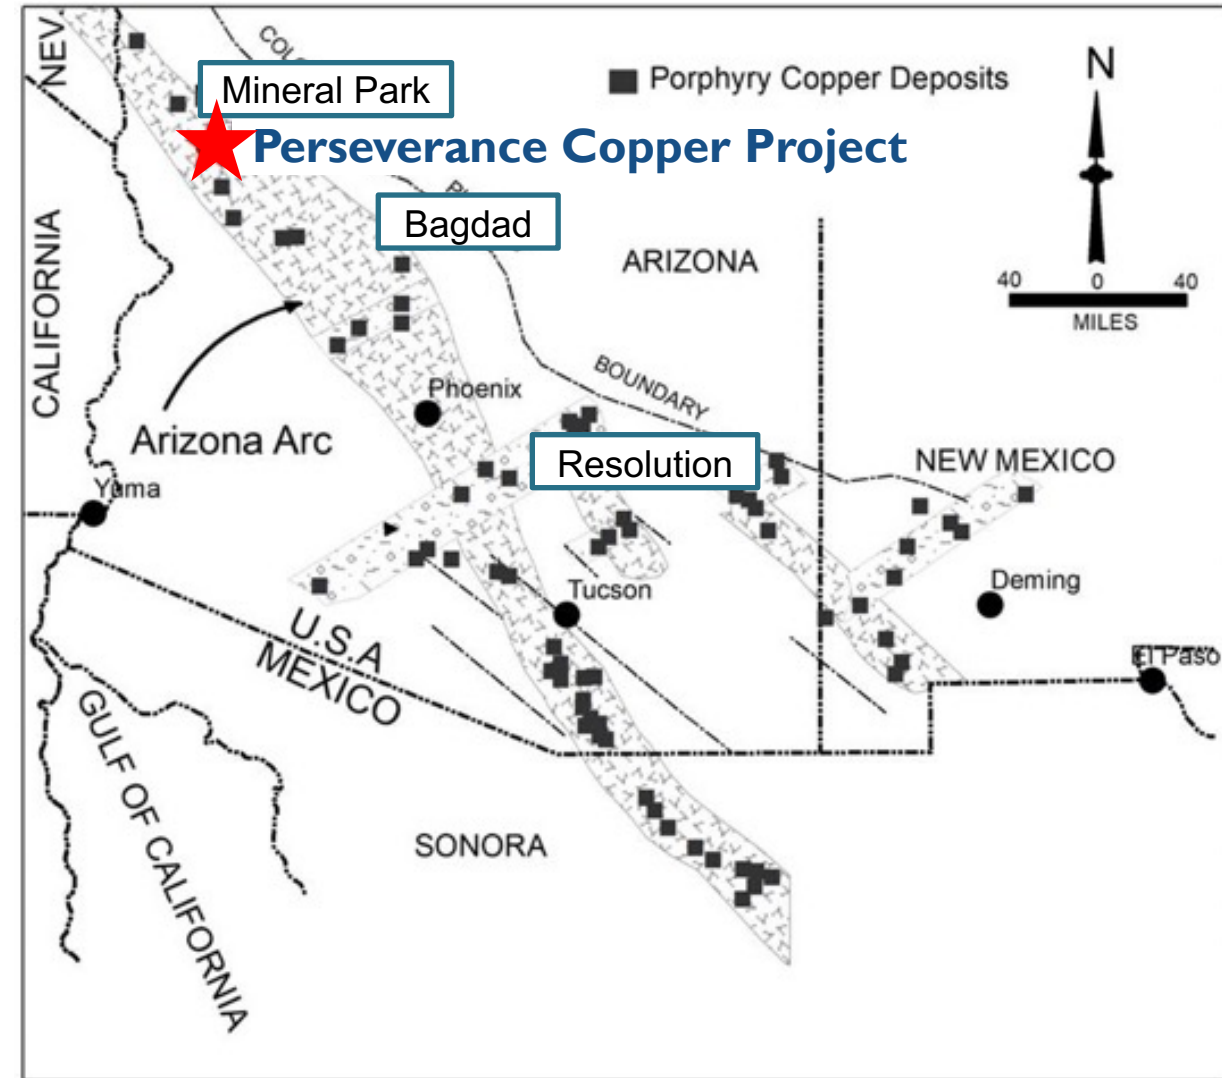 NEV
COLO
Mineral Park
Porphyry Copper Deposits
N
Perseverance Copper Project
Bagdad
CALIFORNIA
ARIZONA
40 0 40
MILES
BOUNDARY
Phoenix
Arizona Arc
Resolution
NEW MEXICO
Yuma
Tucson
Deming
U.S.A
MEXICO
El Paso
GULF OF CALIFORNIA
SONORA